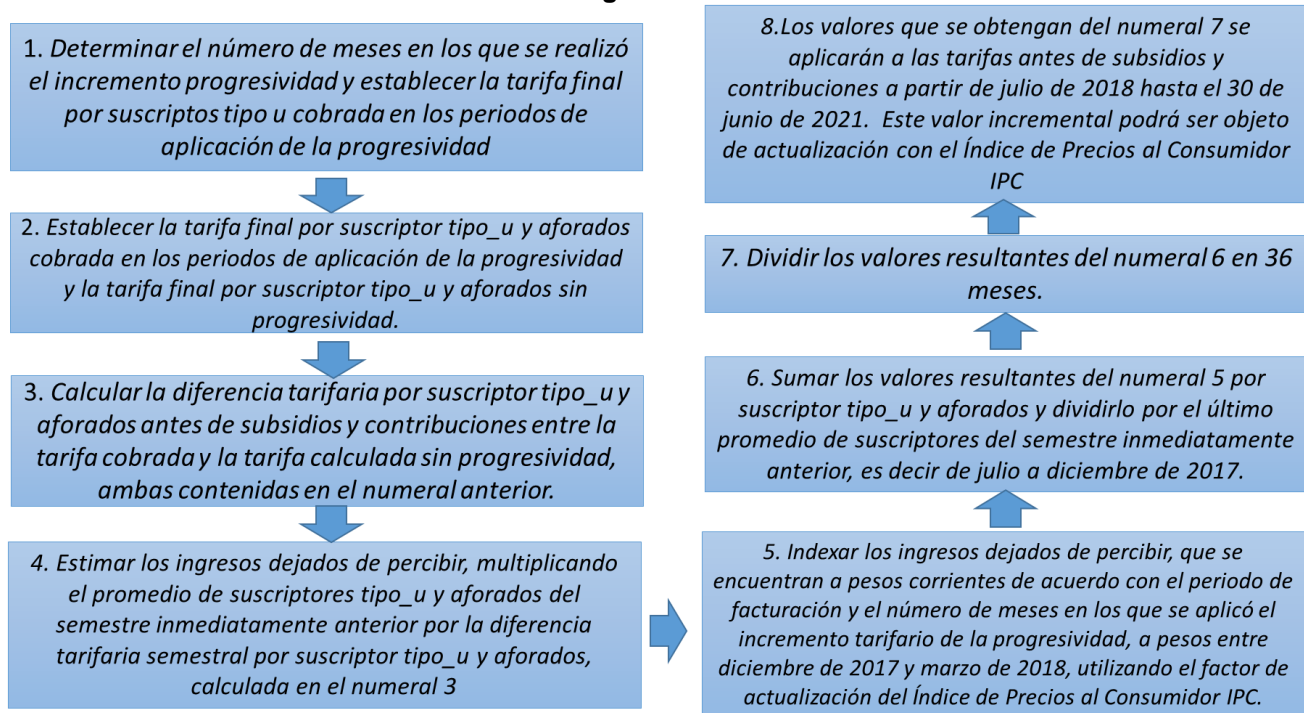 1. Determinar el número de meses en los que se realizó
el incremento progresividad y establecer la tarifa final
por suscriptos tipo u cobrada en los periodos de
aplicación de la progresividad
2. Establecer la tarifa final por suscriptor tipo_u y aforados
cobrada en los periodos de aplicación de la progresividad
y la tarifa final por suscriptor tipo_u y aforados sin
progresividad.
3. Calcular la diferencia tarifaria por suscriptor tipo_u y
aforados antes de subsidios y contribuciones entre la
tarifa cobrada y la tarifa calculada sin progresividad,
ambas contenidas en el numeral anterior.
4. Estimar los ingresos dejados de percibir, multiplicando
el promedio de suscriptores tipo_u y aforados del
semestre inmediatamente anterior por la diferencia
tarifaria semestral por suscriptor tipo_u y aforados,
calculada en el numeral 3
5. Indexar los ingresos dejados de percibir, que se
encuentran a pesos corrientes de acuerdo con el periodo de
facturación y el número de meses en los que se aplicó el
incremento tarifario de la progresividad, a pesos entre
diciembre de 2017 y marzo de 2018, utilizando el factor de
actualización del Índice de Precios al Consumidor IPC.
6. Sumar los valores resultantes del numeral 5 por
suscriptor tipo_u y aforados y dividirlo por el último
promedio de suscriptores del semestre inmediatamente
anterior, es decir de julio a diciembre de 2017.
7. Dividir los valores resultantes del numeral 6 en 36
meses.
8.Los valores que se obtengan del numeral 7 se
aplicarán a las tarifas antes de subsidios y
contribuciones a partir de julio de 2018 hasta el 30 de
junio de 2021. Este valor incremental podrá ser objeto
de actualización con el Índice de Precios al Consumidor
IPC